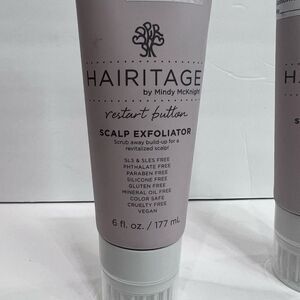 HAIRITAGE
by Mindy McKnight
restart button
SCALP EXFOLIATOR
Scrub away build-up for a
revitalized scalp!
SLS & SLES FREE
PHTHALATE FREE
PARABEN FREE
SILICONE FREE
GLUTEN FREE
MINERAL OIL FREE
COLOR SAFE
CRUELTY FREE
VEGAN
6 fl. oz. / 177 mL